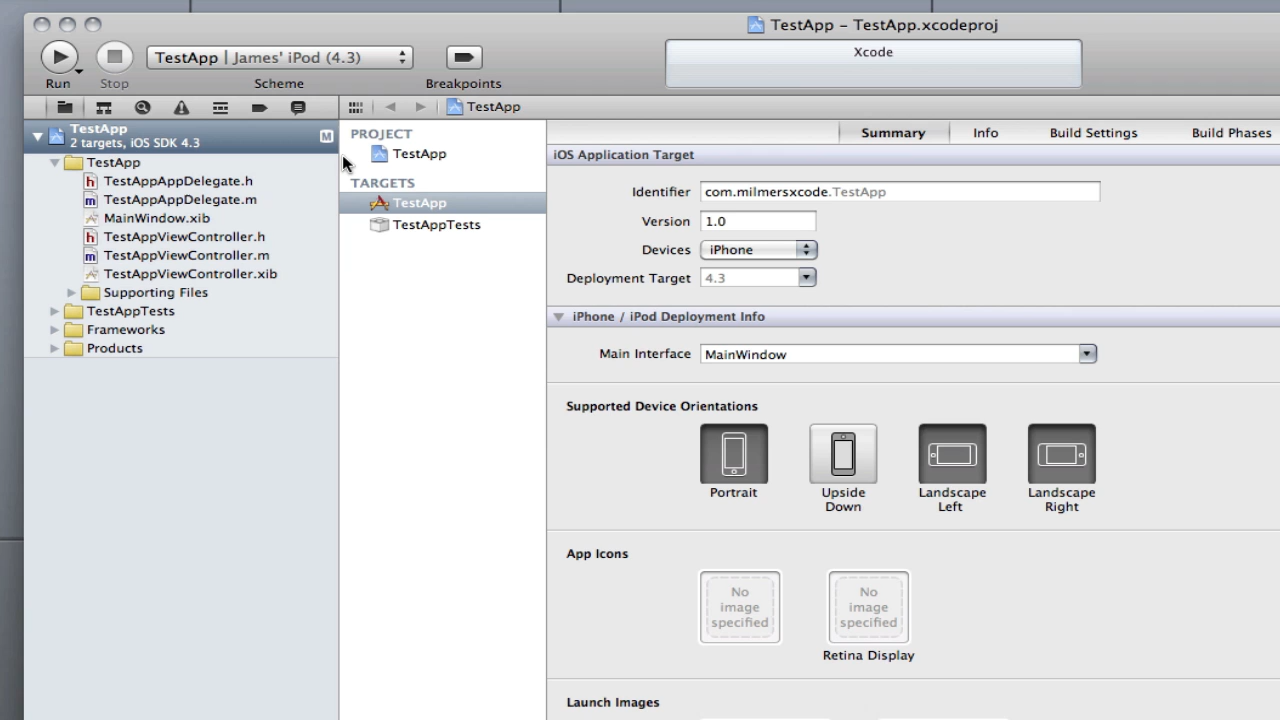 TestApp – TestApp.xcodeproj
TestApp | James' iPod (4.3)
Xcode
Run
Stop
Scheme
Breakpoints
TestApp
TestApp
2 targets, iOS SDK 4.3
M
TestApp
h TestAppAppDelegate.h
m TestAppAppDelegate.m
MainWindow.xib
h TestAppViewController.h
m TestAppViewController.m
TestAppViewController.xib
Supporting Files
TestAppTests
Frameworks
Products
PROJECT
TestApp
TARGETS
TestApp
TestAppTests
Summary
Info
Build Settings
Build Phases
iOS Application Target
Identifier com.milmersxcode.TestApp
Version 1.0
Devices iPhone
Deployment Target 4.3
iPhone / iPod Deployment Info
Main Interface MainWindow
Supported Device Orientations
Portrait
Upside
Down
Landscape
Left
Landscape
Right
App Icons
No
image
specified
No
image
specified
Retina Display
Launch Images